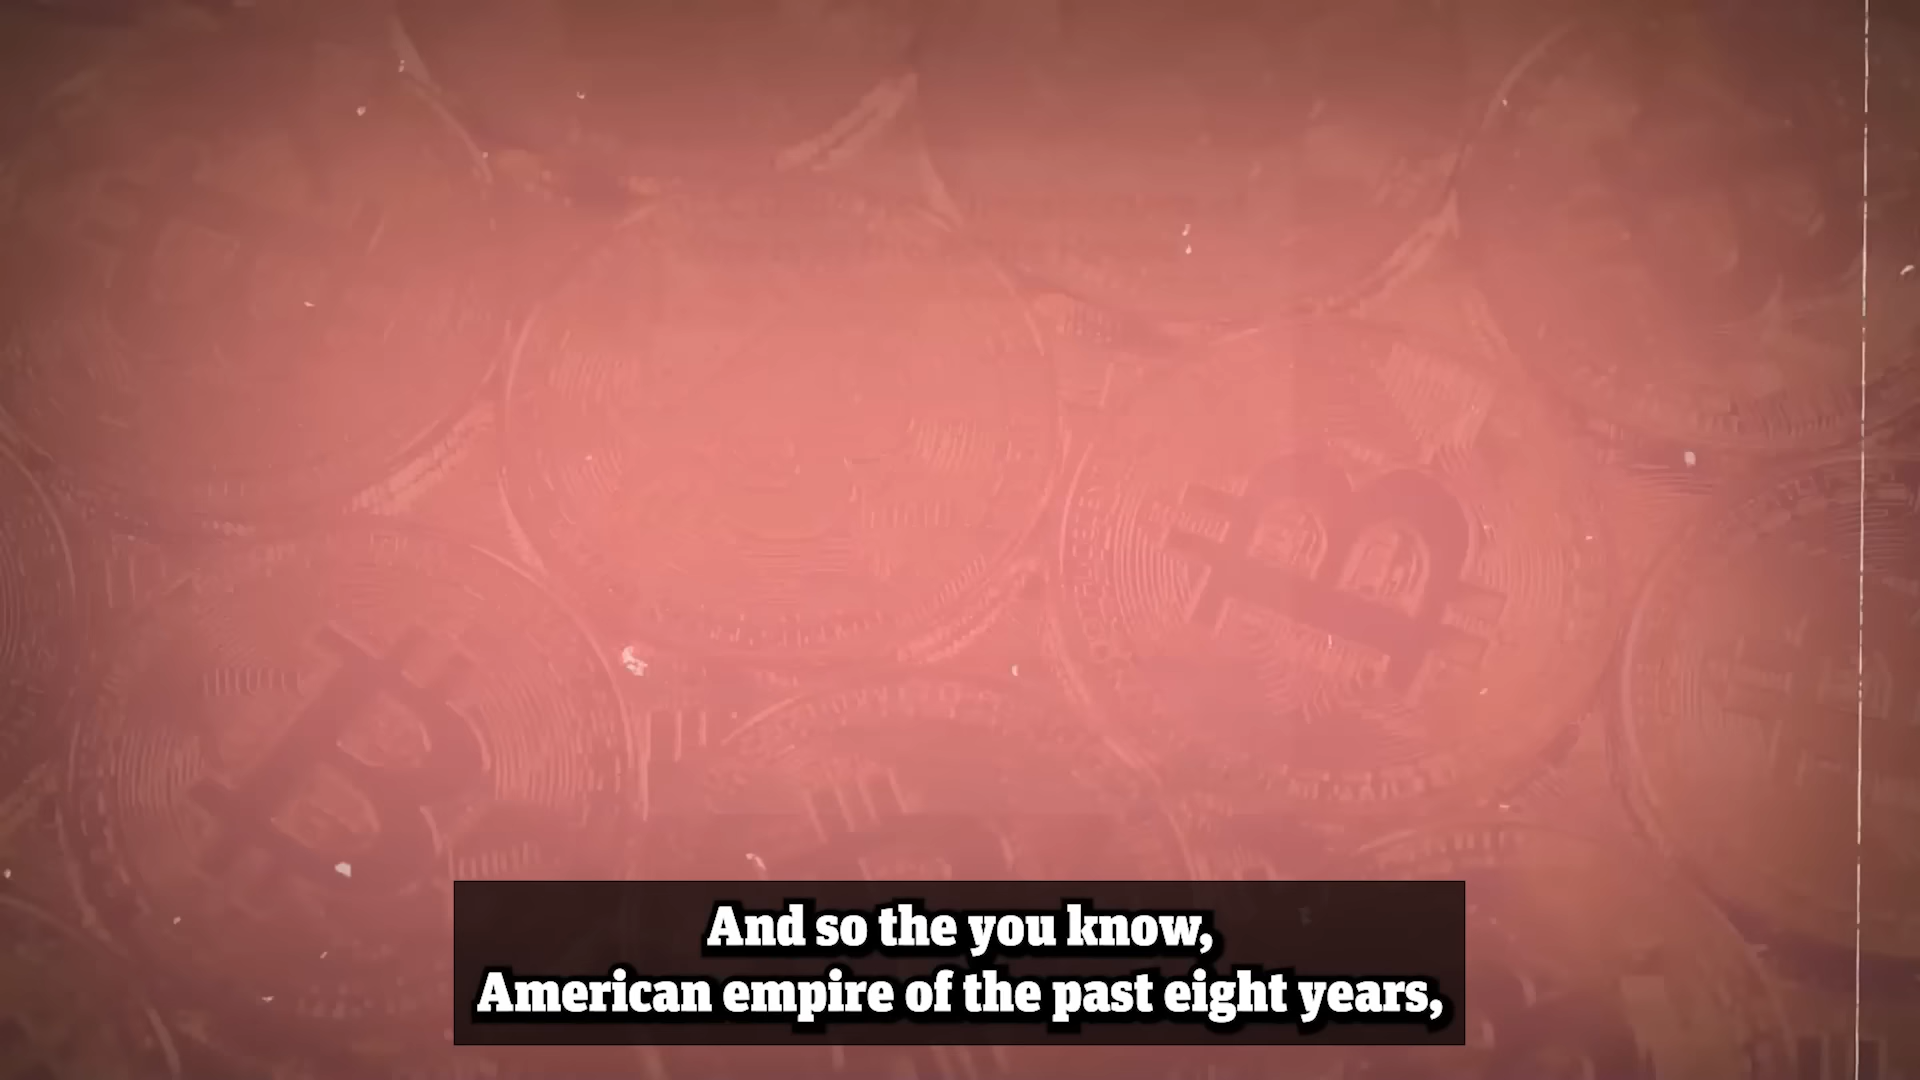 And so the you know,
American empire of the past eight years,